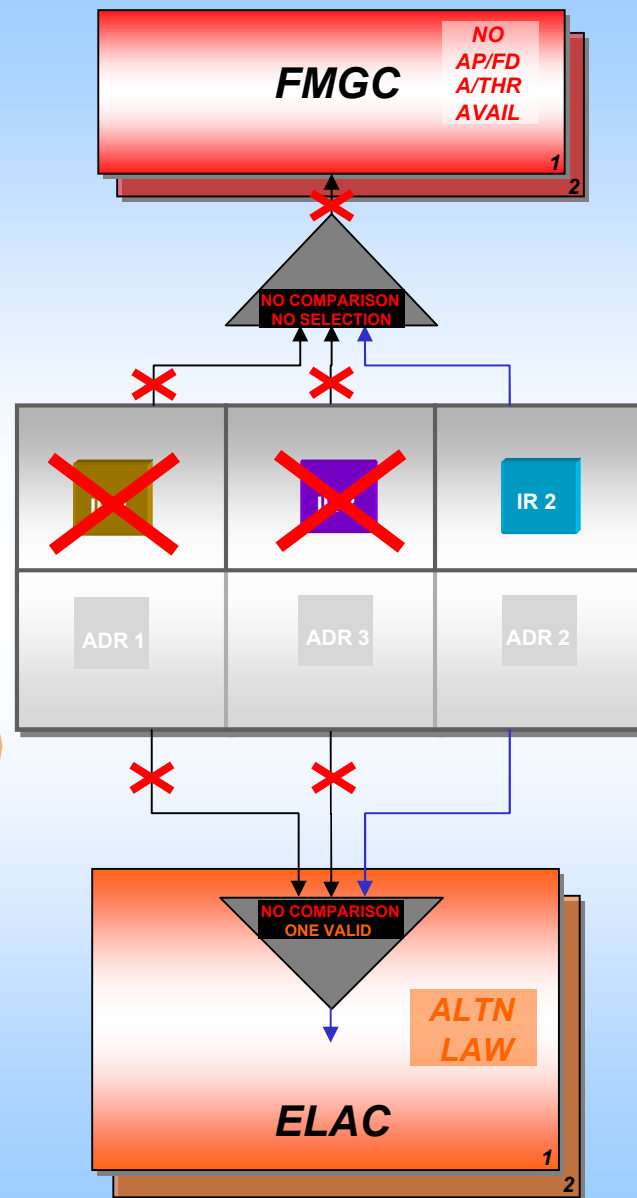 NO
AP/FD
A/THR
AVAIL
FMGC
1
2
NO COMPARISON
NO SELECTION
IR 2
ADR 1
ADR 3
ADR 2
NO COMPARISON
ONE VALID
ALTN
LAW
ELAC
1
2